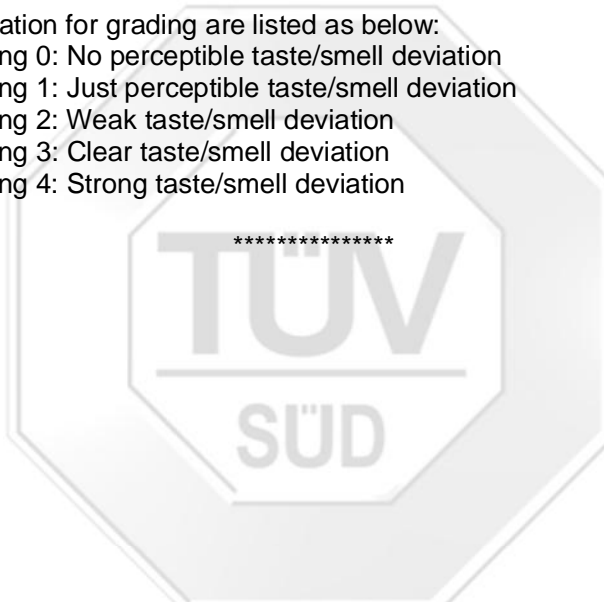 ation for grading are listed as below:
ng 0: No perceptible taste/smell deviation
ng 1: Just perceptible taste/smell deviation
ng 2: Weak taste/smell deviation
ng 3: Clear taste/smell deviation
ng 4: Strong taste/smell deviation
***************
TÜV
SÜD